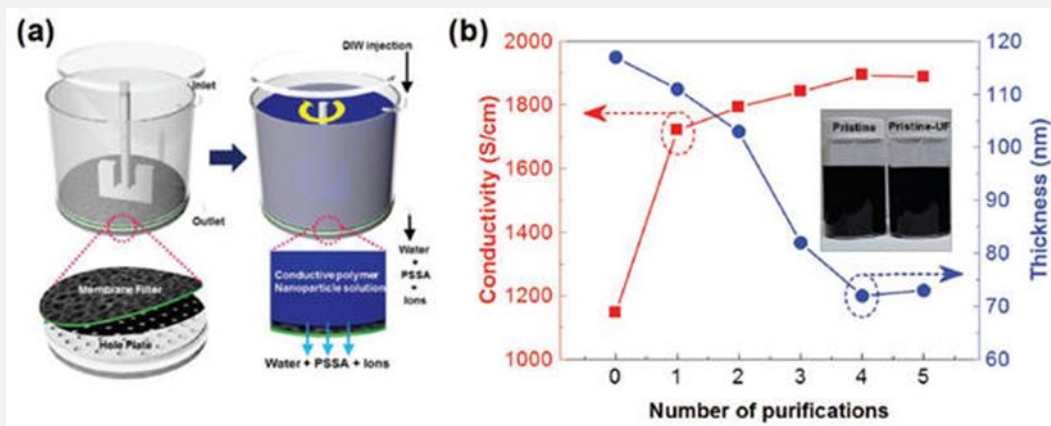 (a)
DIW injection
Inlet
Outlet
Membrane Filter
Hole Plate
Conductive polymer
Nanoparticle solution
Water
+
PSSA
+
Ions
Water + PSSA + Ions
(b)
Conductivity (S/cm)
2000
1800
1600
1400
1200
1000
Pristine
Pristine-UF
120
110
100
90
80
70
60
Thickness (nm)
0 1 2 3 4 5
Number of purifications